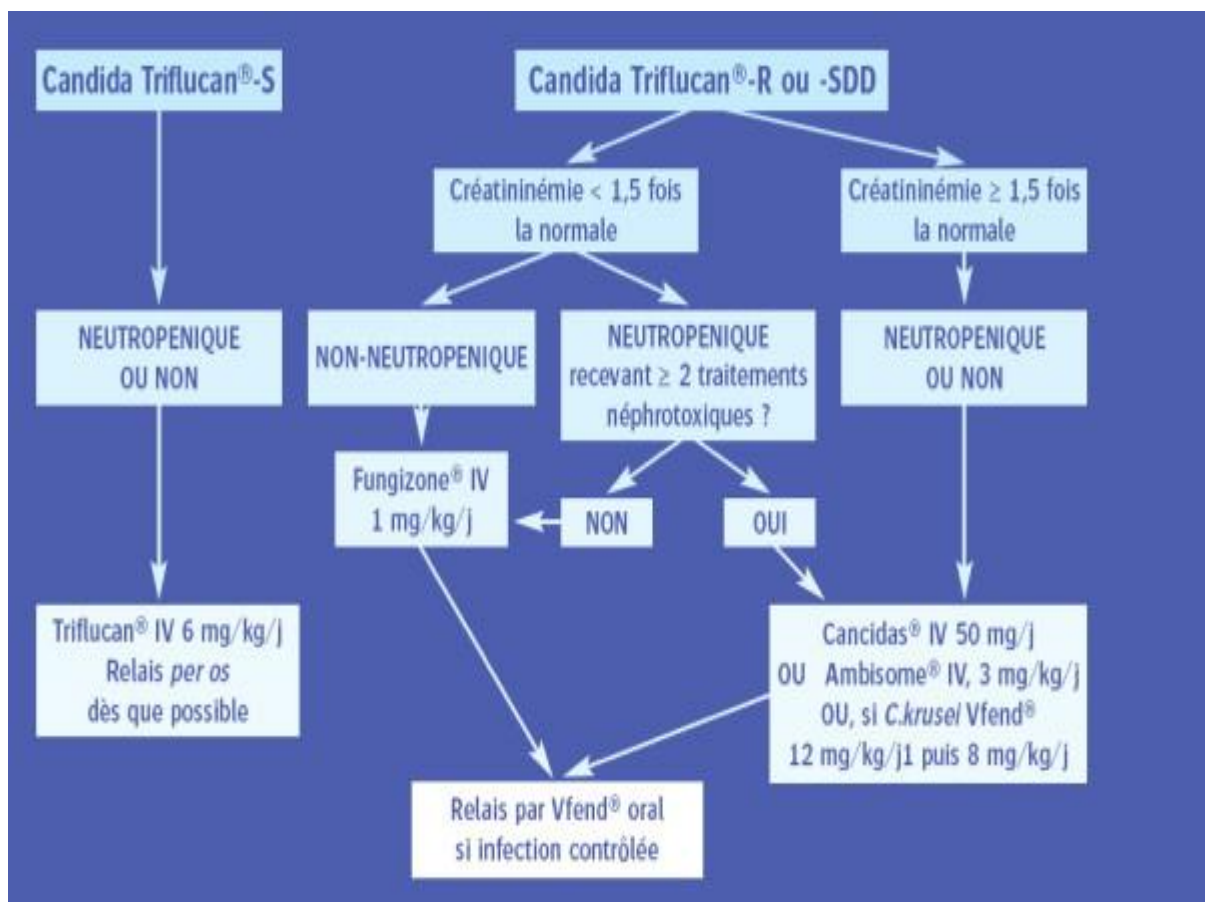 Candida Triflucan®-S
Candida Triflucan®-R ou -SDD
Créatininémie < 1,5 fois
la normale
Créatininémie ≥ 1,5 fois
la normale
NEUTROPENIQUE
OU NON
NON-NEUTROPENIQUE
NEUTROPENIQUE
recevant ≥ 2 traitements
néphrotoxiques ?
NEUTROPENIQUE
OU NON
Fungizone® IV
1 mg/kg/j
NON
OUI
Triflucan® IV 6 mg/kg/j
Relais per os
dès que possible
Cancidas® IV 50 mg/j
OU Ambisome® IV, 3 mg/kg/j
OU, si C.krusei Vfend®
12 mg/kg/j1 puis 8 mg/kg/j
Relais par Vfend® oral
si infection contrôlée